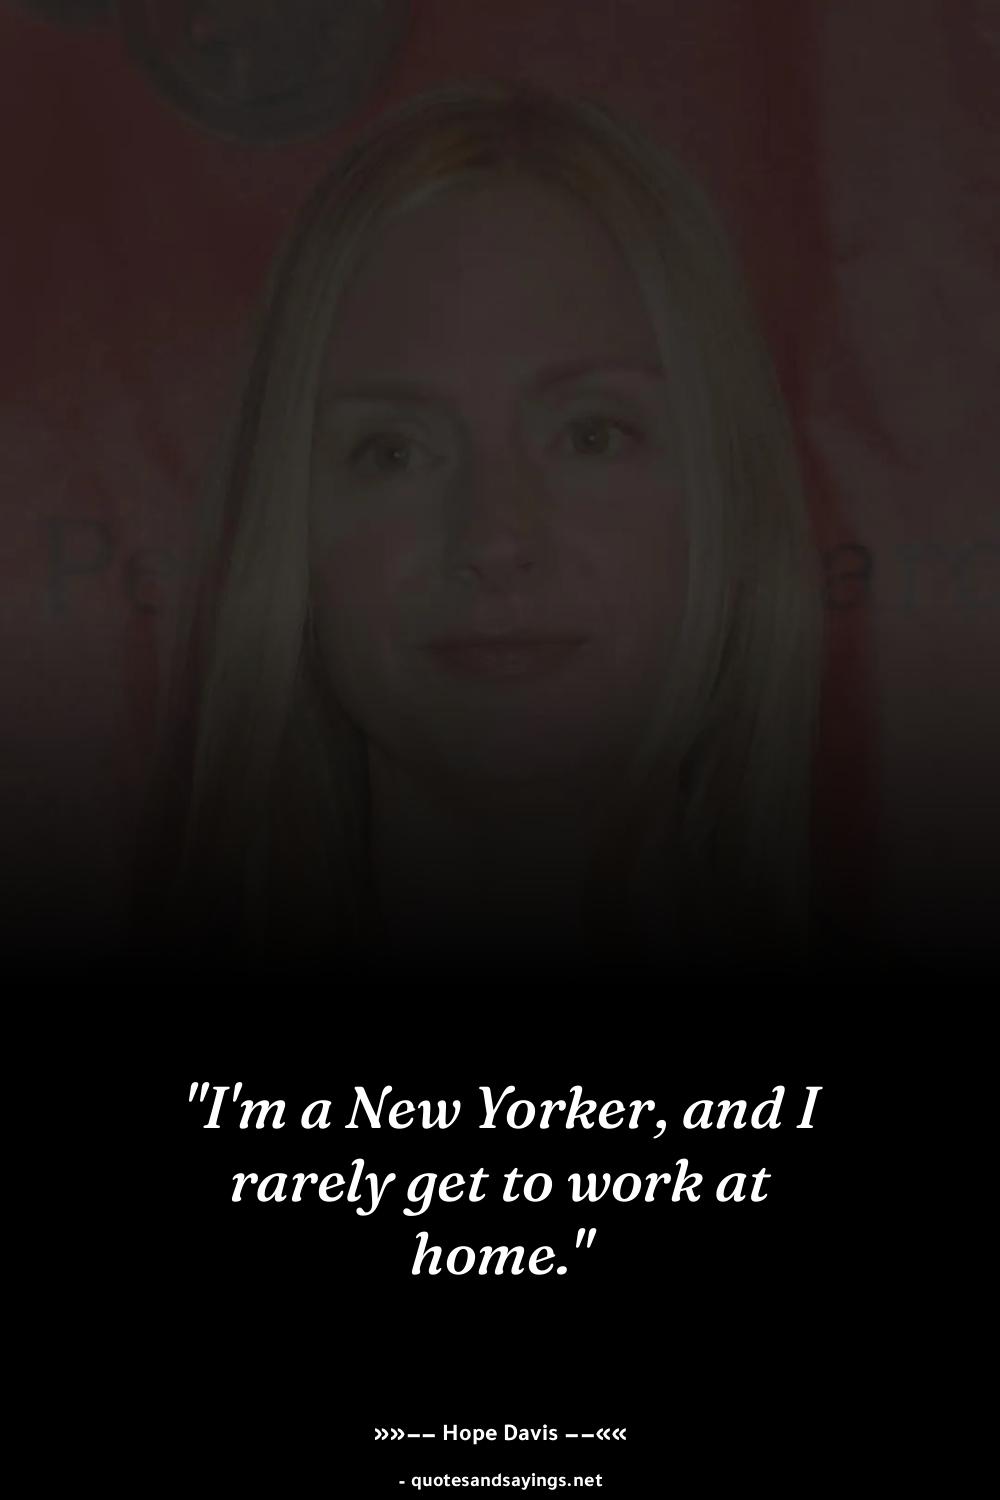 "I'm a New Yorker, and I
rarely get to work at
home."
»»–– Hope Davis ––««
- quotesandsayings.net